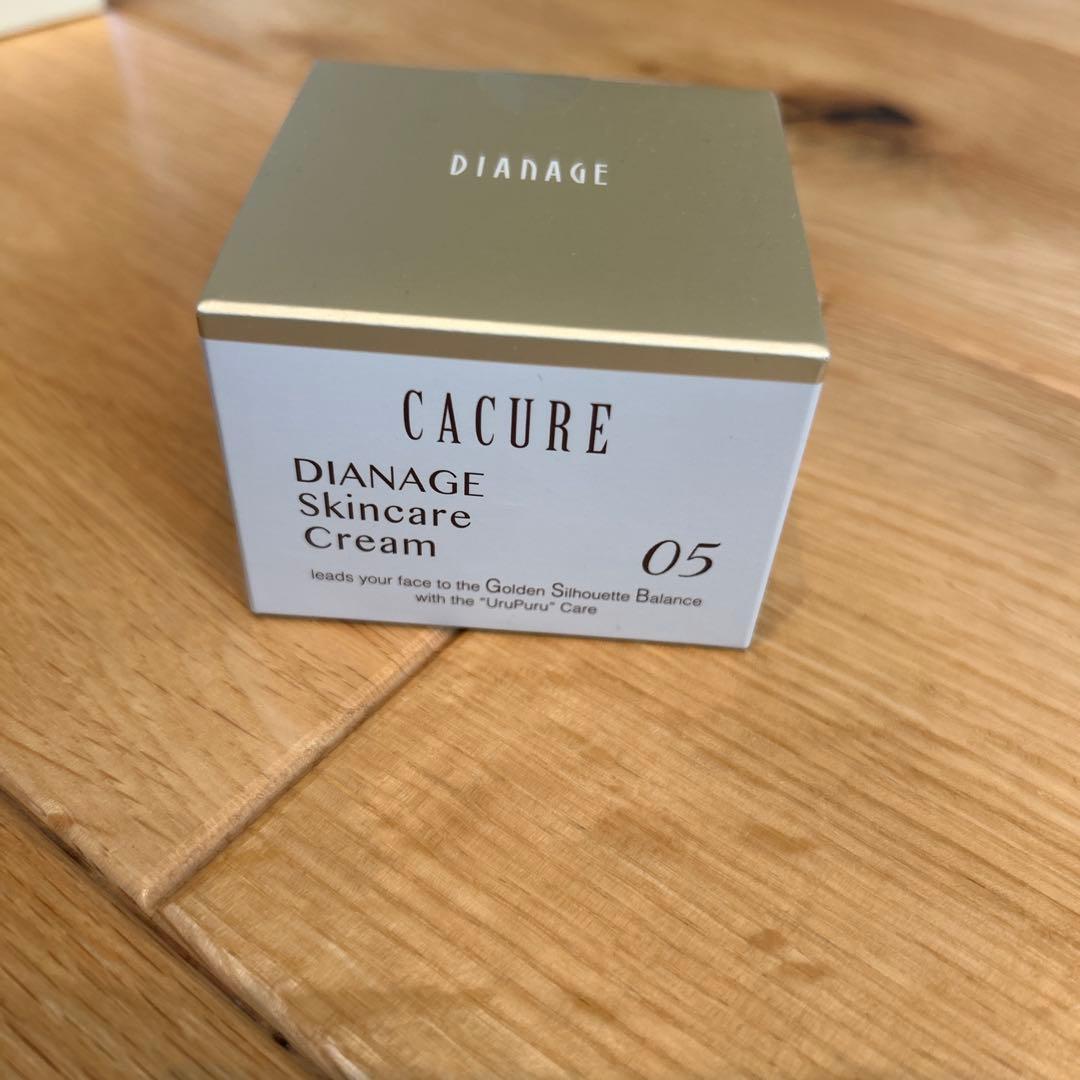 DIANAGE
CACURE
DIANAGE
Skincare
Cream
05
leads your face to the Golden Silhouette Balance
with the "UruPuru" Care